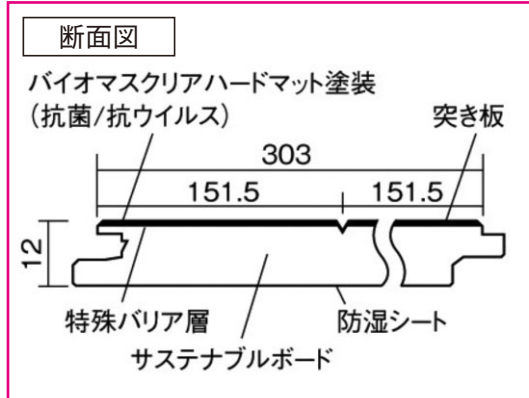 断面図
バイオマスクリアハードマット塗装
(抗菌/抗ウイルス)
突き板
303
151.5
151.5
12
特殊バリア層
防湿シート
サステナブルボード